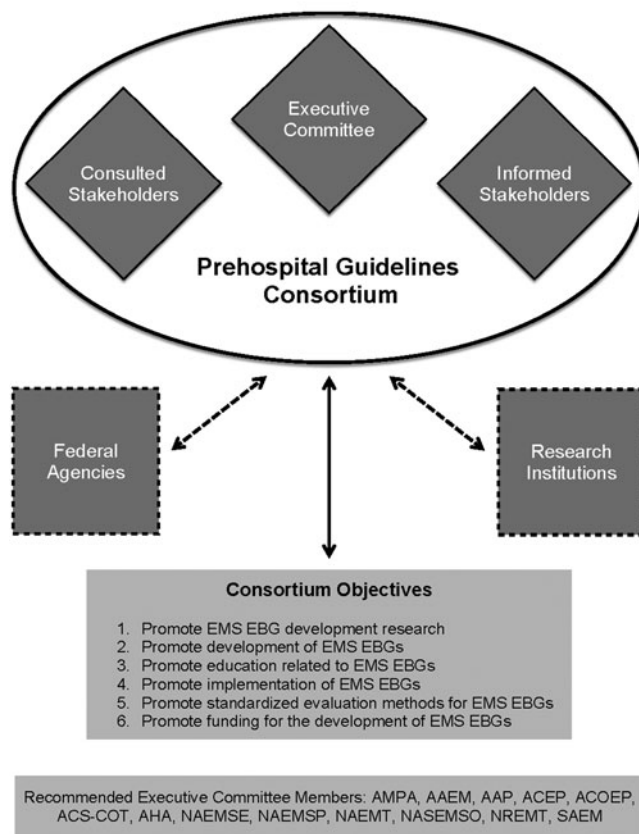 Executive
Committee
Consulted
Stakeholders
Informed
Stakeholders
Prehospital Guidelines
Consortium
Federal
Agencies
Research
Institutions
Consortium Objectives
1. Promote EMS EBG development research
2. Promote development of EMS EBGs
3. Promote education related to EMS EBGs
4. Promote implementation of EMS EBGs
5. Promote standardized evaluation methods for EMS EBGs
6. Promote funding for the development of EMS EBGs
Recommended Executive Committee Members: AMPA, AAEM, AAP, ACEP, ACOEP,
ACS-COT, AHA, NAEMSE, NAEMSP, NAEMT, NASEMSO, NREMT, SAEM